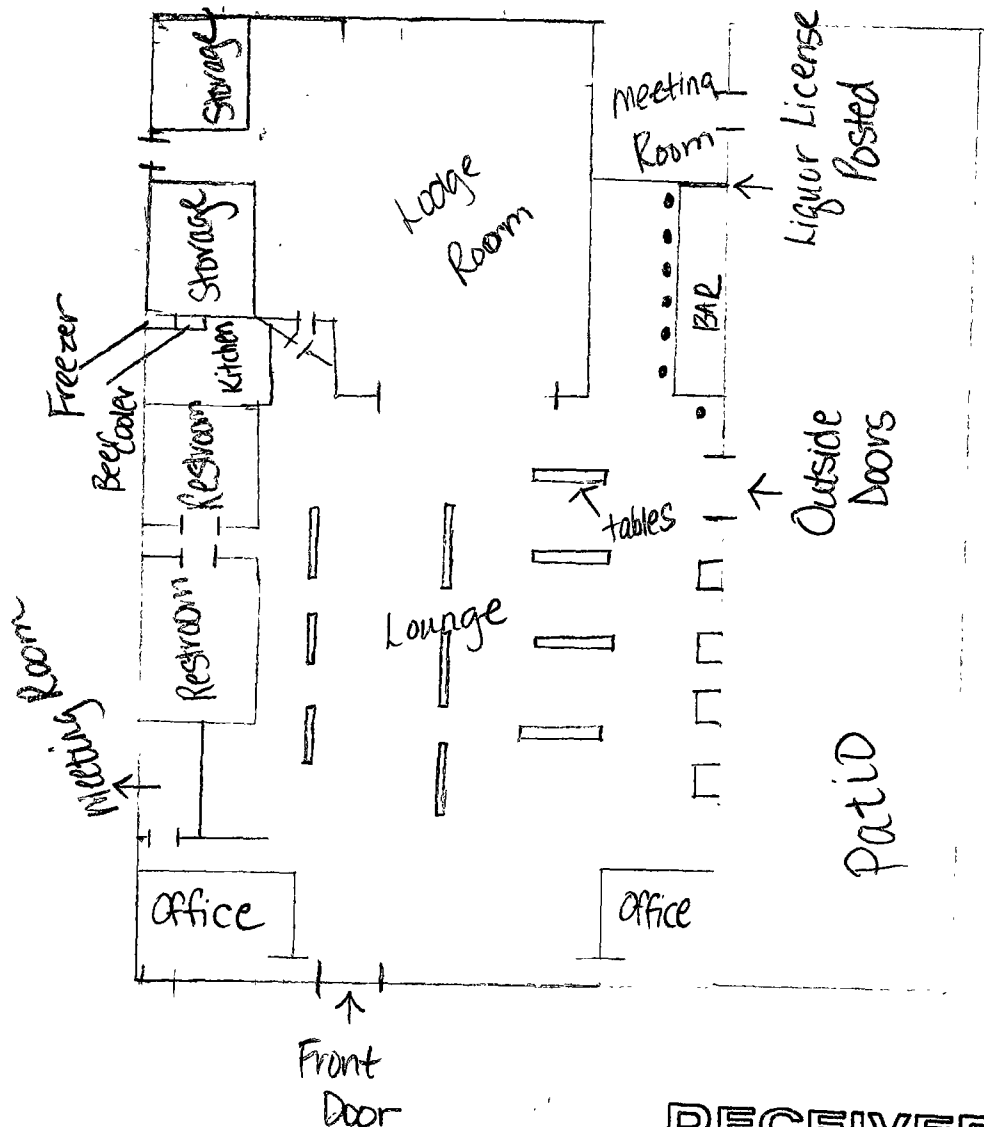 Storage
Meeting
Room
Liquor License
Posted
Lodge
Room
Storage
BAR
Freezer
Beer
Cooler
Kitchen
Restroom
Outside
Doors
tables
Restroom
Lounge
Meeting
Room
Patio
Office
Office
Front
Door
RECEIVED